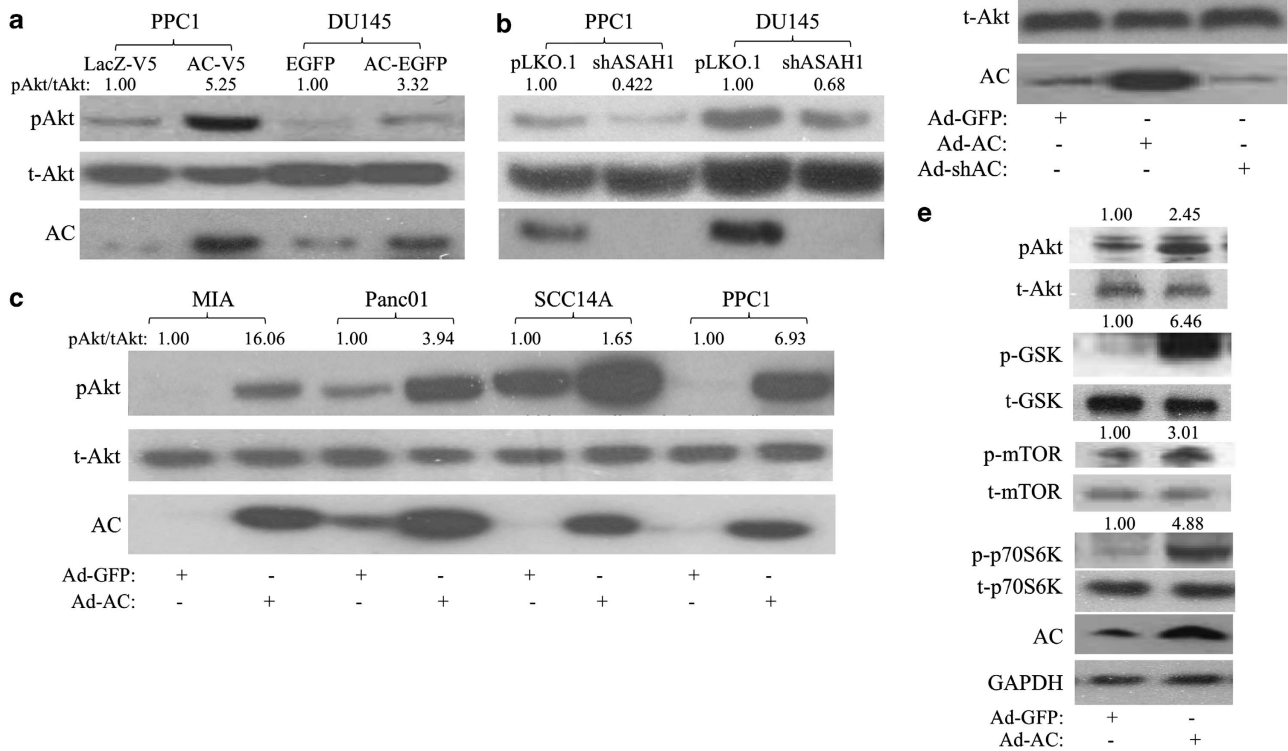 a
PPC1 DU145
LacZ-V5 AC-V5 EGFP AC-EGFP
pAkt/tAkt: 1.00 5.25 1.00 3.32
pAkt
t-Akt
AC
b
PPC1 DU145
pLKO.1 shASAH1 pLKO.1 shASAH1
1.00 0.422 1.00 0.68
t-Akt
AC
Ad-GFP: + - -
Ad-AC: - + -
Ad-shAC: - - +
c
MIA Panc01 SCC14A PPC1
pAkt/tAkt: 1.00 16.06 1.00 3.94 1.00 1.65 1.00 6.93
pAkt
t-Akt
AC
Ad-GFP: + - + - + - + -
Ad-AC: - + - + - + - +
e
1.00 2.45
pAkt
t-Akt
1.00 6.46
p-GSK
t-GSK
1.00 3.01
p-mTOR
t-mTOR
1.00 4.88
p-p70S6K
t-p70S6K
AC
GAPDH
Ad-GFP: + -
Ad-AC: - +